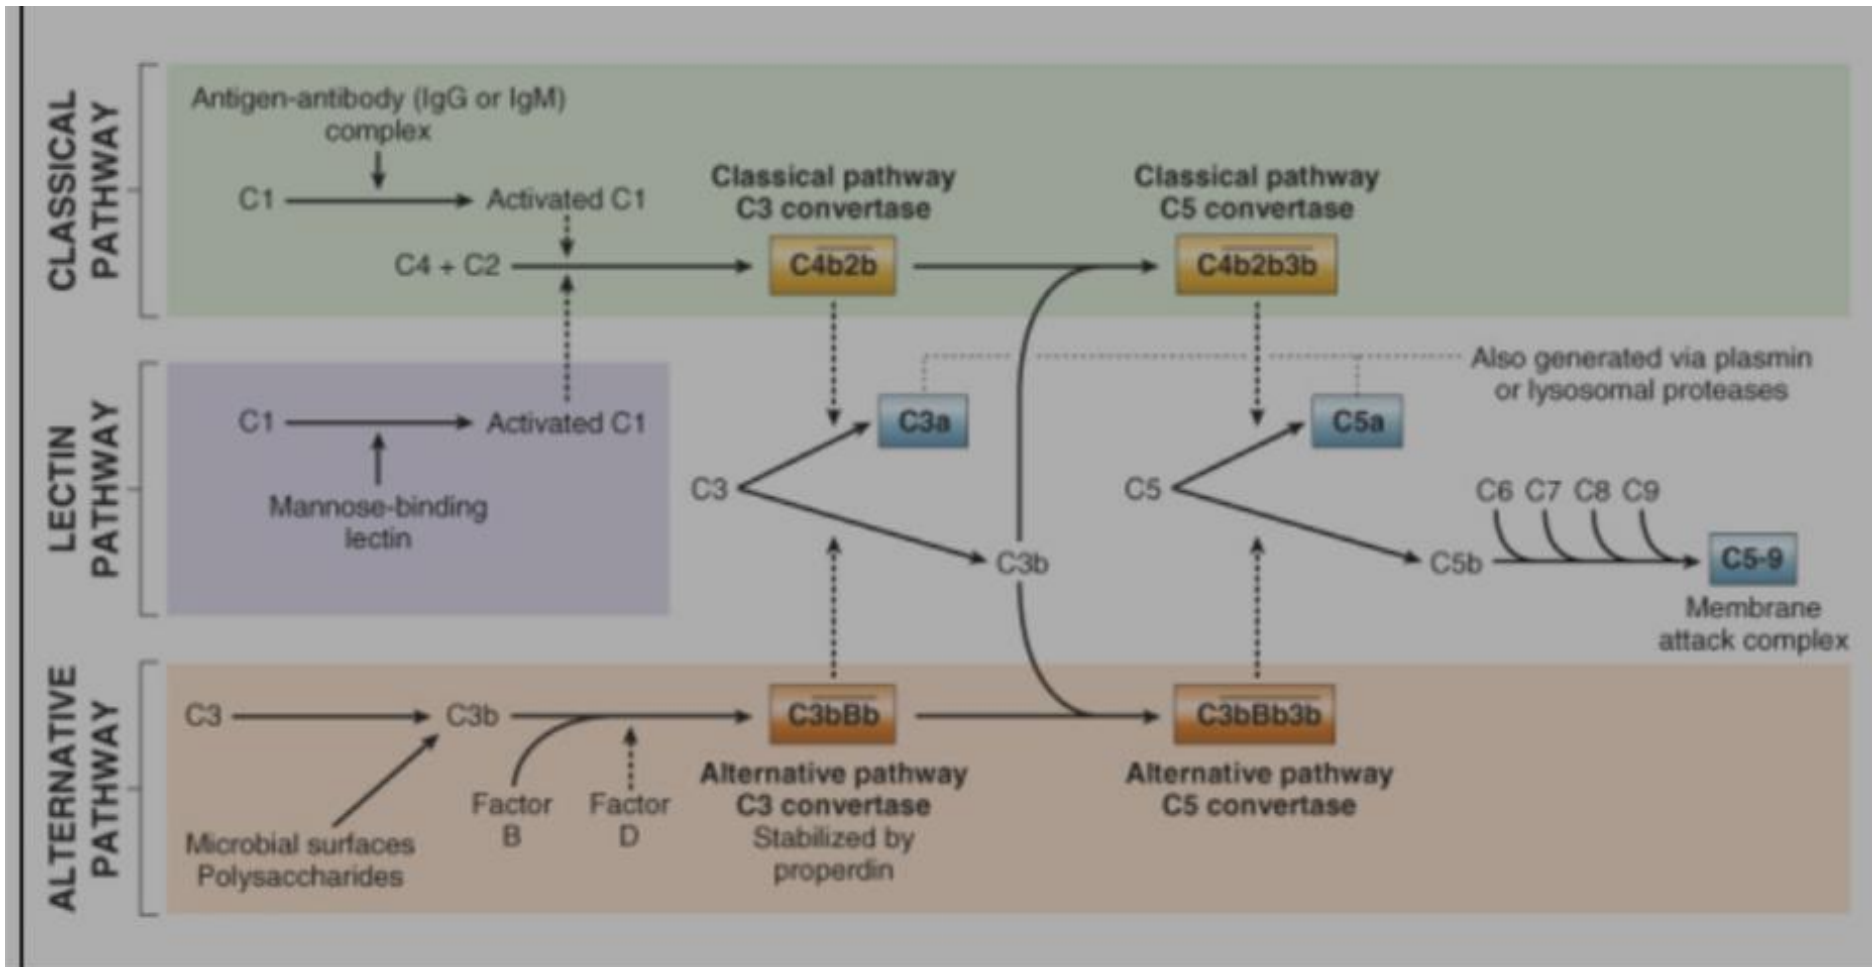 CLASSICAL
PATHWAY
Antigen-antibody (IgG or IgM)
complex
C1
Activated C1
C4 + C2
Classical pathway
C3 convertase
C4b2b
Classical pathway
C5 convertase
C4b2b3b
LECTIN
PATHWAY
C1
Activated C1
Mannose-binding
lectin
C3
C3a
C3b
Also generated via plasmin
or lysosomal proteases
C5
C5a
C5b
C6 C7 C8 C9
C5-9
Membrane
attack complex
ALTERNATIVE
PATHWAY
C3
C3b
Microbial surfaces
Polysaccharides
Factor
B
Factor
D
C3bBb
Alternative pathway
C3 convertase
Stabilized by
properdin
C3bBb3b
Alternative pathway
C5 convertase